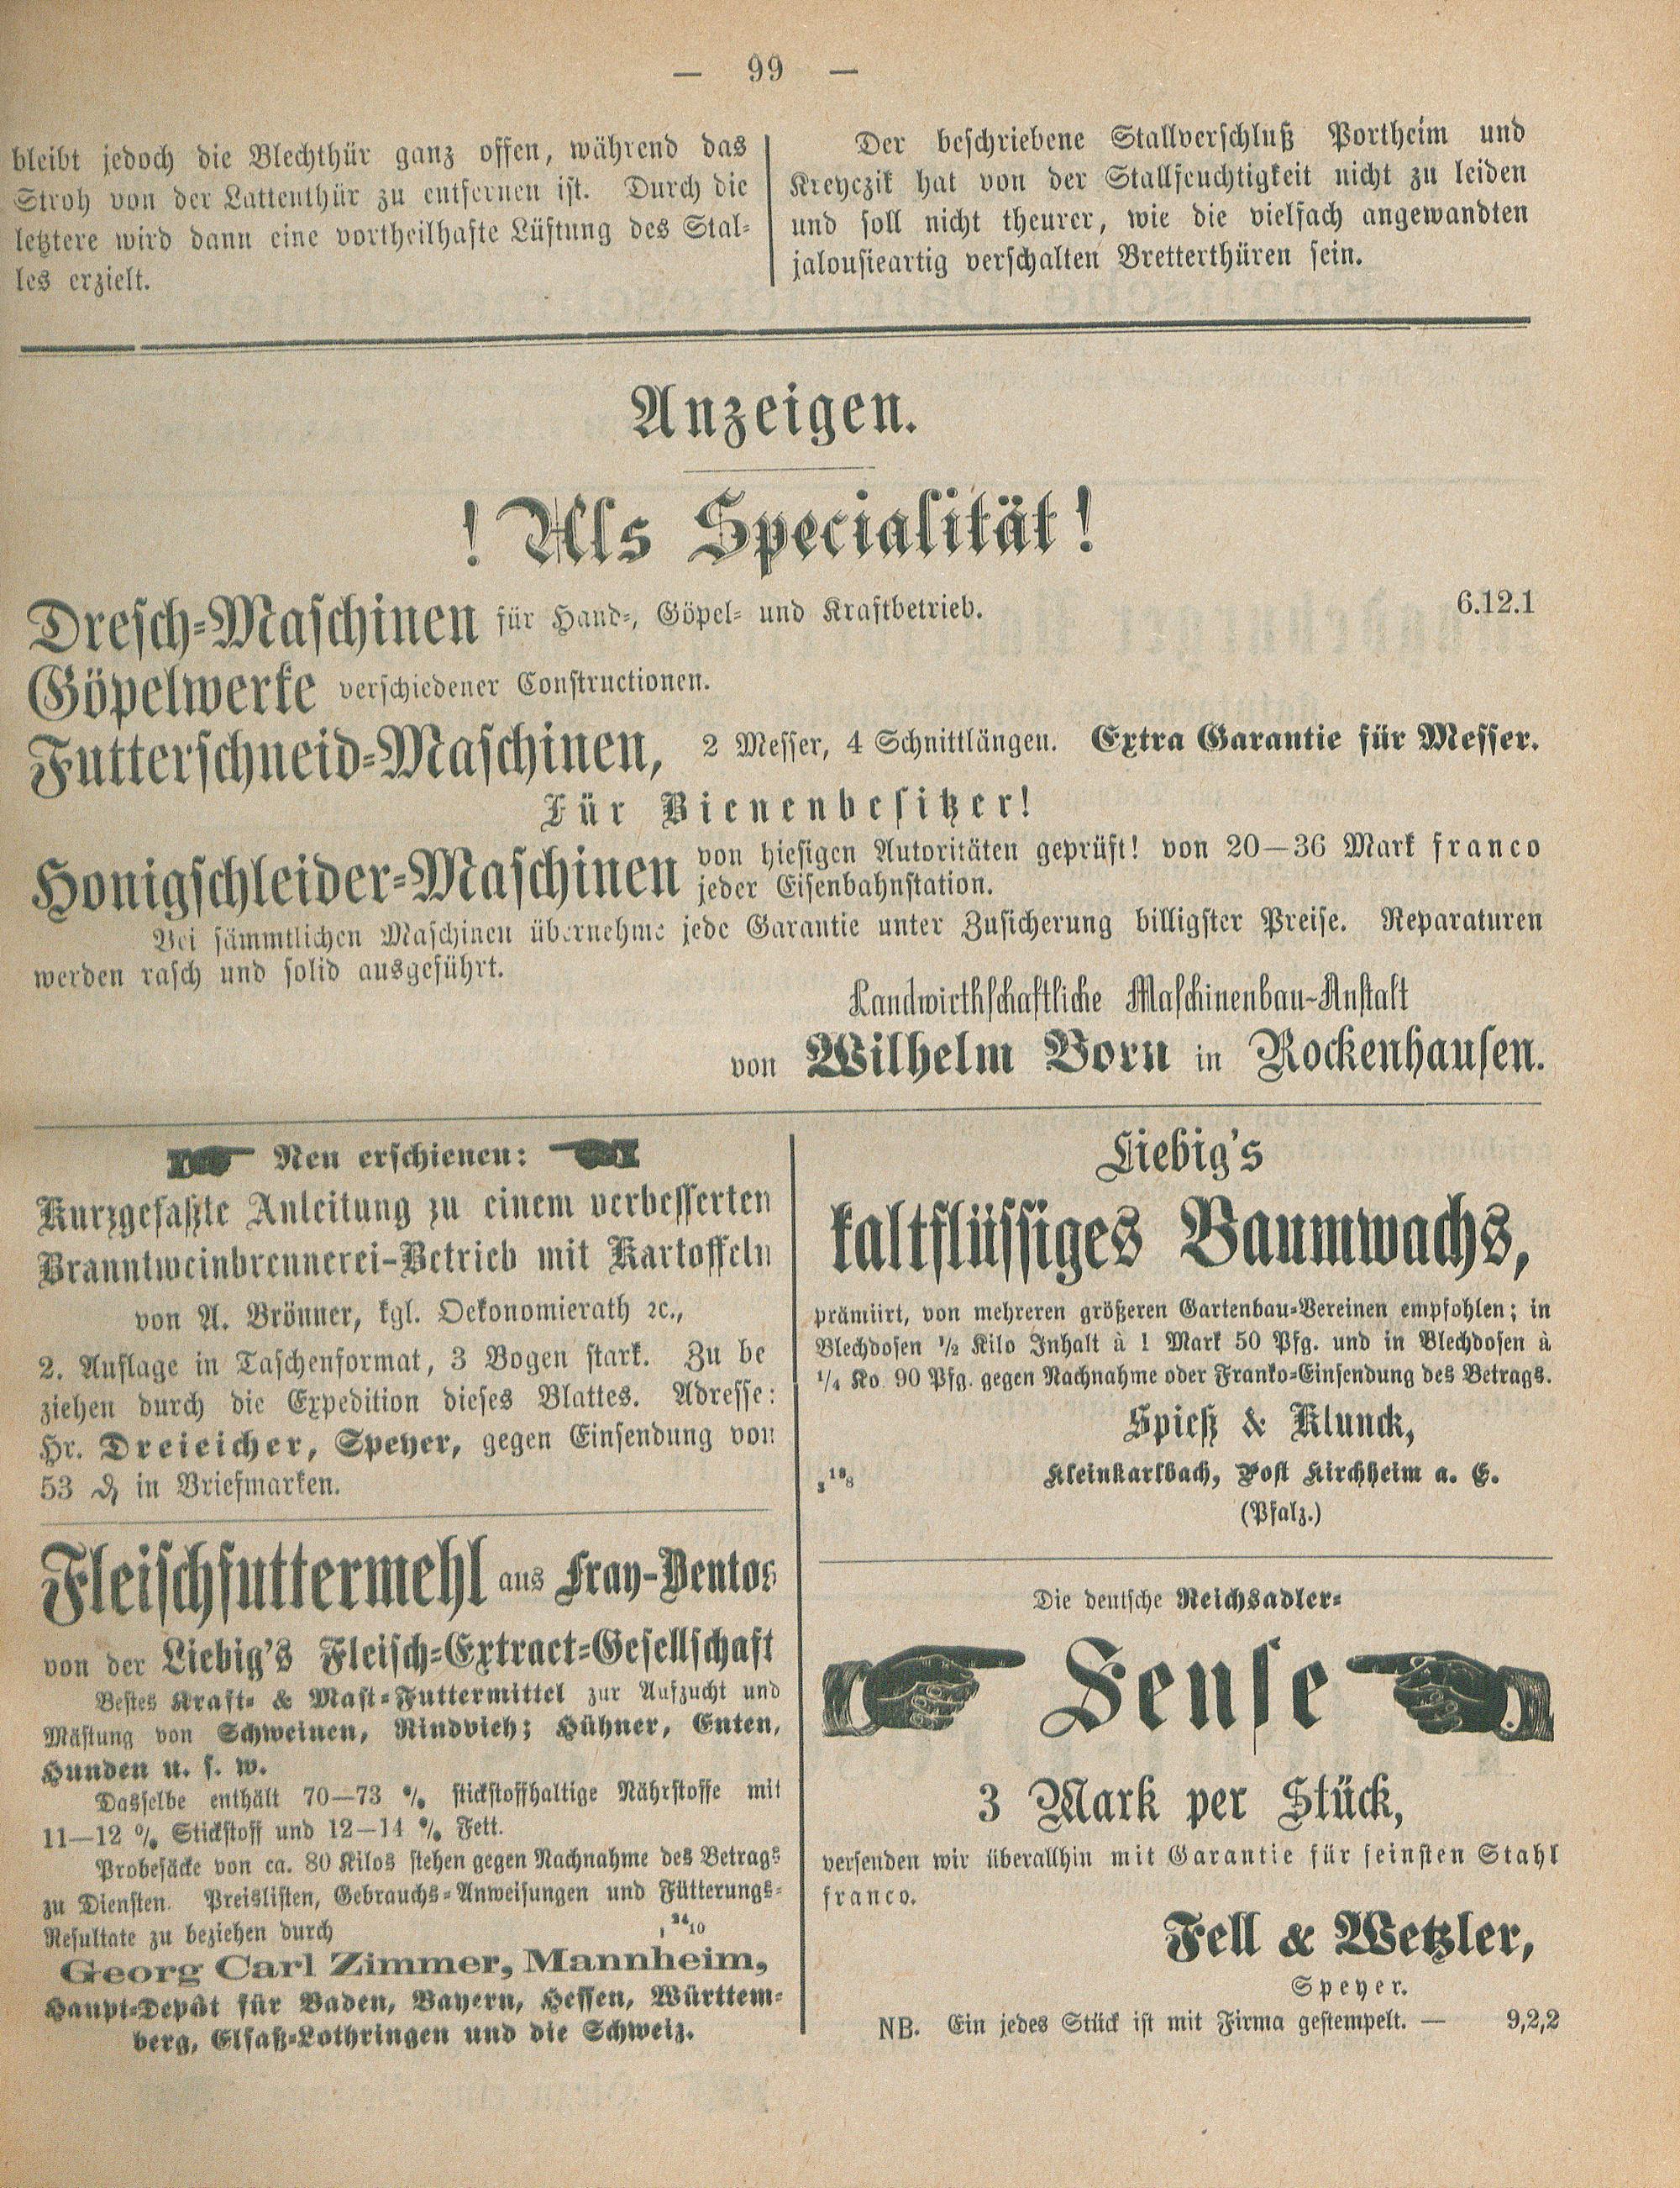 — 99 —
bleibt jedoch die Blechthür ganz offen, während das
Stroh von der Lattenthür zu entfernen ist. Durch die
letztere wird dann eine vortheilhafte Lüftung des Stal-
les erzielt.
Der beschriebene Stallverschluß Portheim und
Kreyczik hat von der Stallfeuchtigkeit nicht zu leiden
und soll nicht theurer, wie die vielfach angewandten
jalousieartig verschalten Bretterthüren sein.
Anzeigen.
! Als Specialität !
Dresch-Maschinen für Hand-, Göpel- und Kraftbetrieb. 6.12.1
Göpelwerke verschiedener Constructionen.
Futterschneid-Maschinen, 2 Messer, 4 Schnittlängen. Extra Garantie für Messer.
Für Bienenbesitzer!
Honigschleider-Maschinen von hiesigen Autoritäten geprüft! von 20—36 Mark franco
jeder Eisenbahnstation.
Bei sämmtlichen Maschinen übernehme jede Garantie unter Zusicherung billigster Preise. Reparaturen
werden rasch und solid ausgeführt.
Landwirthschaftliche Maschinenbau-Anstalt
von Wilhelm Born in Rockenhausen.
Neu erschienen:
Kurzgefaßte Anleitung zu einem verbesserten
Branntweinbrennerei-Betrieb mit Kartoffeln
von A. Brönner, kgl. Oekonomierath ꝛc.,
2. Auflage in Taschenformat, 3 Bogen stark. Zu be
ziehen durch die Expedition dieses Blattes. Adresse:
Hr. Dreieicher, Speyer, gegen Einsendung von
53 ₰ in Briefmarken.
Fleischfuttermehl aus Fray-Bentos
von der Liebig's Fleisch-Extract-Gesellschaft
Bestes Kraft- & Mast-Futtermittel zur Aufzucht und
Mästung von Schweinen, Rindvieh; Hühner, Enten,
Hunden u. s. w.
Dasselbe enthält 70—73 % stickstoffhaltige Nährstoffe mit
11—12 % Stickstoff und 12—14 % Fett.
Probesäcke von ca. 80 Kilos stehen gegen Nachnahme des Betrags
zu Diensten. Preislisten, Gebrauchs-Anweisungen und Fütterungs-
Resultate zu beziehen durch
Georg Carl Zimmer, Mannheim,
Haupt-Depôt für Baden, Bayern, Hessen, Württem-
berg, Elsaß-Lothringen und die Schweiz.
Liebig's
kaltflüssiges Baumwachs,
prämiirt, von mehreren größeren Gartenbau-Vereinen empfohlen; in
Blechdosen ½ Kilo Inhalt à 1 Mark 50 Pfg. und in Blechdosen à
¼ Ko. 90 Pfg. gegen Nachnahme oder Franko-Einsendung des Betrags.
Spieß & Klunck,
Kleinkarlbach, Post Kirchheim a. E.
(Pfalz.)
Die deutsche Reichsadler-
Sense
3 Mark per Stück,
versenden wir überallhin mit Garantie für feinsten Stahl
franco.
Fell & Wetzler,
Speyer.
NB. Ein jedes Stück ist mit Firma gestempelt. — 9,2,2